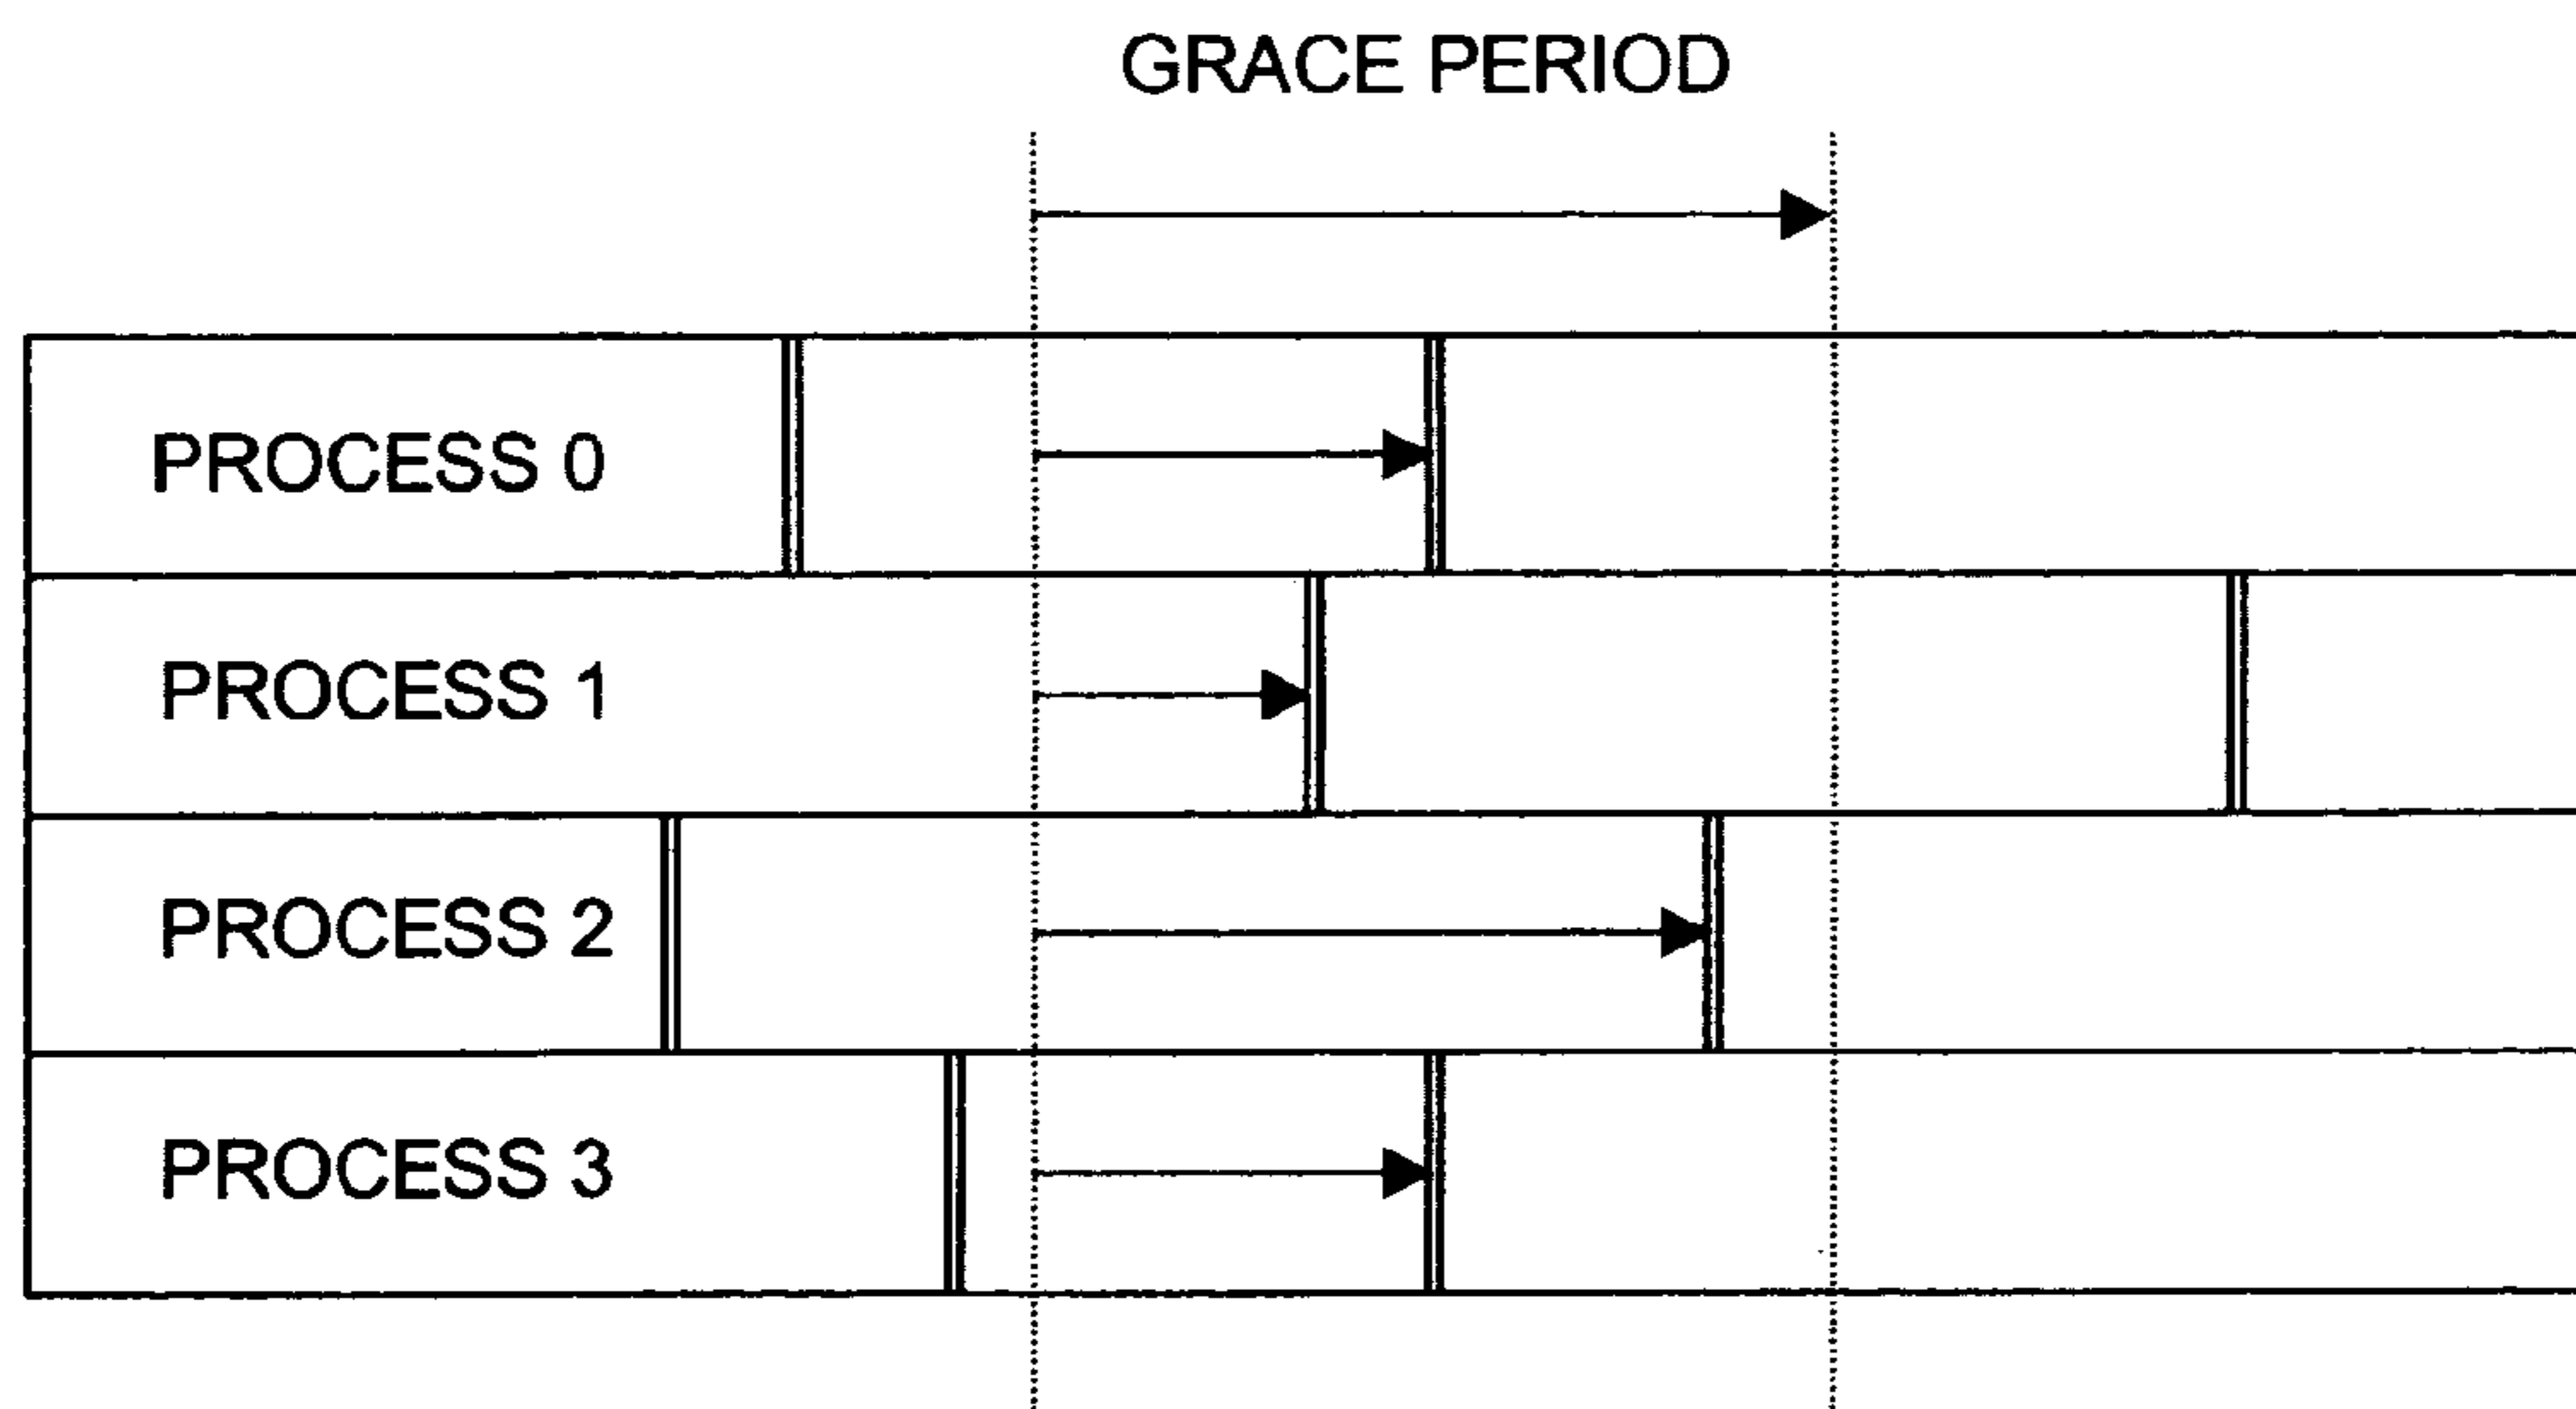 GRACE PERIOD
PROCESS 0
PROCESS 1
PROCESS 2
PROCESS 3